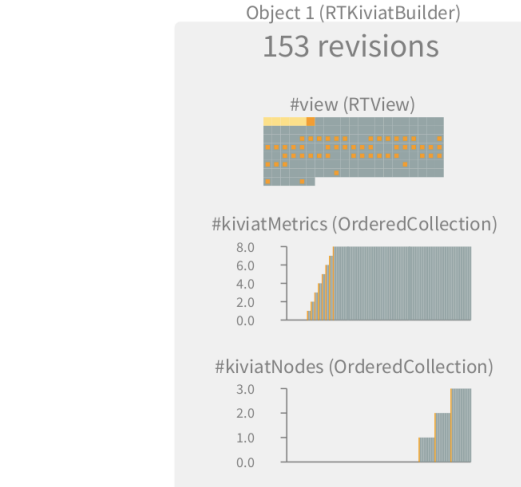 Object 1 (RTKiviatBuilder)
153 revisions
#view (RTView)
#kiviatMetrics (OrderedCollection)
8.0
6.0
4.0
2.0
0.0
#kiviatNodes (OrderedCollection)
3.0
2.0
1.0
0.0